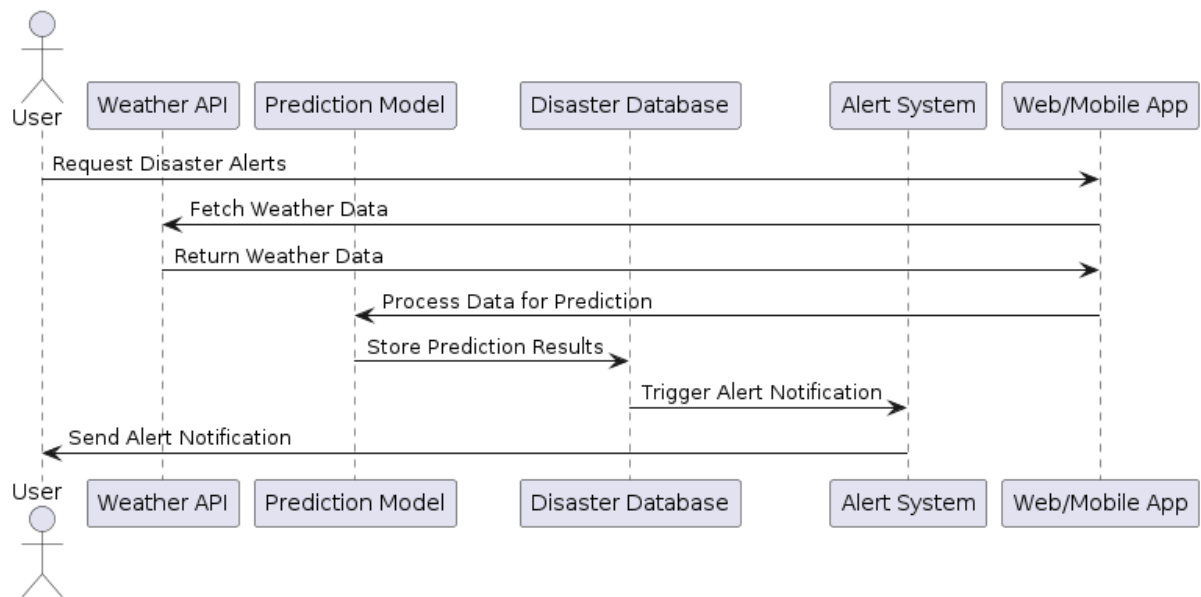 User
Weather API
Prediction Model
Disaster Database
Alert System
Web/Mobile App
Request Disaster Alerts
Fetch Weather Data
Return Weather Data
Process Data for Prediction
Store Prediction Results
Trigger Alert Notification
Send Alert Notification
User
Weather API
Prediction Model
Disaster Database
Alert System
Web/Mobile App